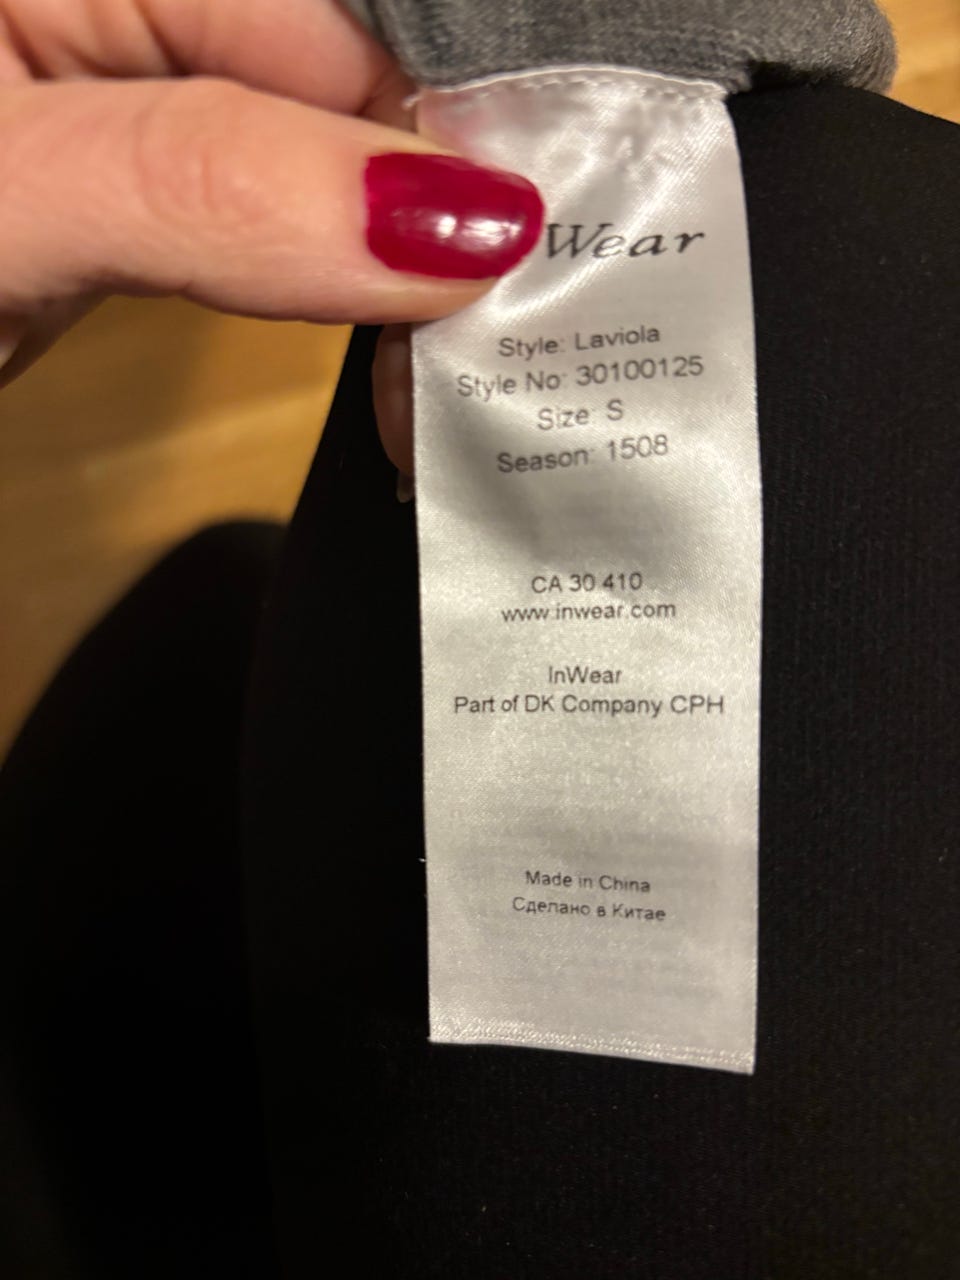 Wear
Style: Laviola
Style No: 30100125
Size: S
Season: 1508
CA 30 410
www.inwear.com
InWear
Part of DK Company CPH
Made in China
Сделано в Китае